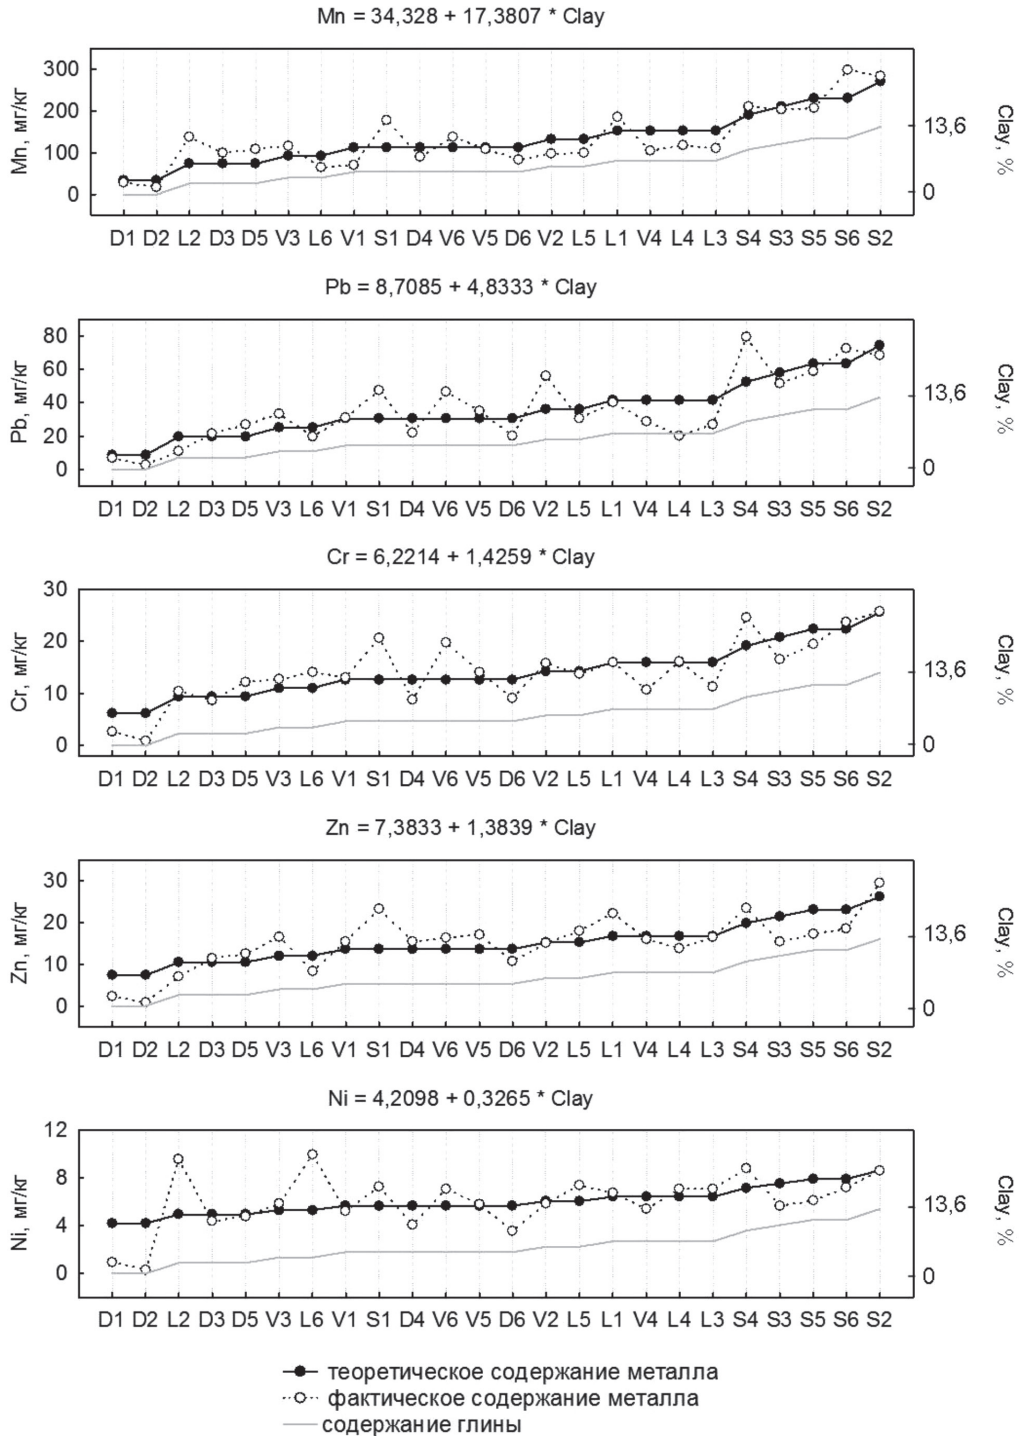 Mn = 34,328 + 17,3807 * Clay
300
200
100
0
Mn, мг/кг
13,6
0
Clay, %
D1 D2 L2 D3 D5 V3 L6 V1 S1 D4 V6 V5 D6 V2 L5 L1 V4 L4 L3 S4 S3 S5 S6 S2
Pb = 8,7085 + 4,8333 * Clay
80
60
40
20
0
Pb, мг/кг
13,6
0
Clay, %
D1 D2 L2 D3 D5 V3 L6 V1 S1 D4 V6 V5 D6 V2 L5 L1 V4 L4 L3 S4 S3 S5 S6 S2
Cr = 6,2214 + 1,4259 * Clay
30
20
10
0
Cr, мг/кг
13,6
0
Clay, %
D1 D2 L2 D3 D5 V3 L6 V1 S1 D4 V6 V5 D6 V2 L5 L1 V4 L4 L3 S4 S3 S5 S6 S2
Zn = 7,3833 + 1,3839 * Clay
30
20
10
0
Zn, мг/кг
13,6
0
Clay, %
D1 D2 L2 D3 D5 V3 L6 V1 S1 D4 V6 V5 D6 V2 L5 L1 V4 L4 L3 S4 S3 S5 S6 S2
Ni = 4,2098 + 0,3265 * Clay
12
8
4
0
Ni, мг/кг
13,6
0
Clay, %
D1 D2 L2 D3 D5 V3 L6 V1 S1 D4 V6 V5 D6 V2 L5 L1 V4 L4 L3 S4 S3 S5 S6 S2
теоретическое содержание металла
фактическое содержание металла
содержание глины